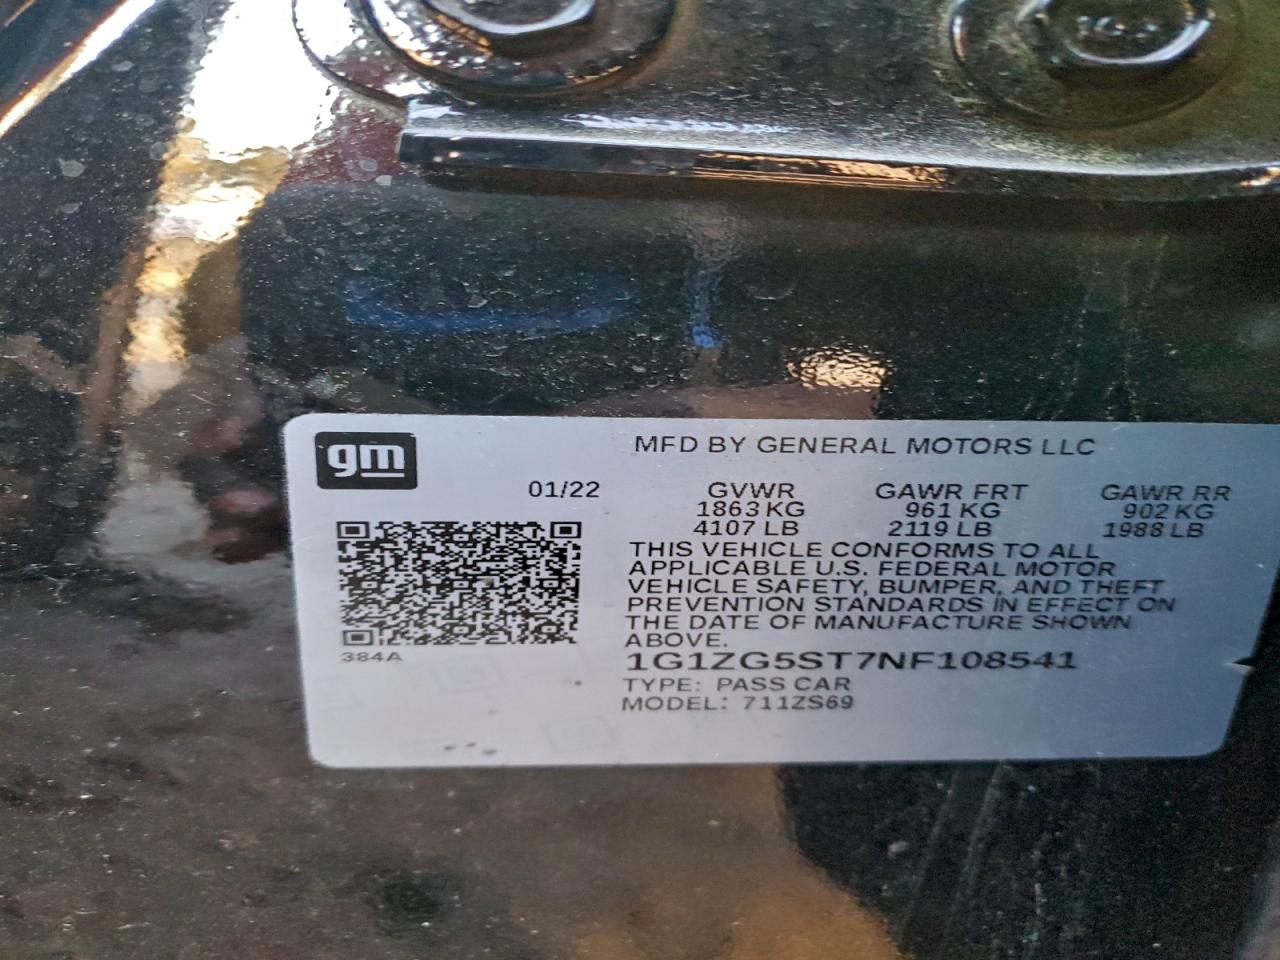 gm
MFD BY GENERAL MOTORS LLC
01/22 GVWR GAWR FRT GAWR RR
1863 KG 961 KG 902 KG
4107 LB 2119 LB 1988 LB
THIS VEHICLE CONFORMS TO ALL
APPLICABLE U.S. FEDERAL MOTOR
VEHICLE SAFETY, BUMPER, AND THEFT
PREVENTION STANDARDS IN EFFECT ON
THE DATE OF MANUFACTURE SHOWN
ABOVE.
384A
1G1ZG5ST7NF108541
TYPE: PASS CAR
MODEL: 711ZS69